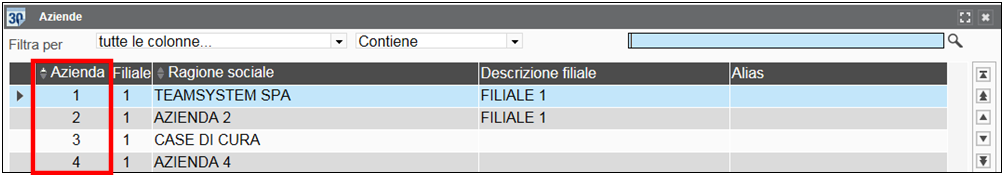 30 Aziende
Filtra per tutte le colonne... Contiene
Azienda Filiale Ragione sociale Descrizione filiale Alias
1 1 TEAMSYSTEM SPA FILIALE 1
2 1 AZIENDA 2 FILIALE 1
3 1 CASE DI CURA
4 1 AZIENDA 4